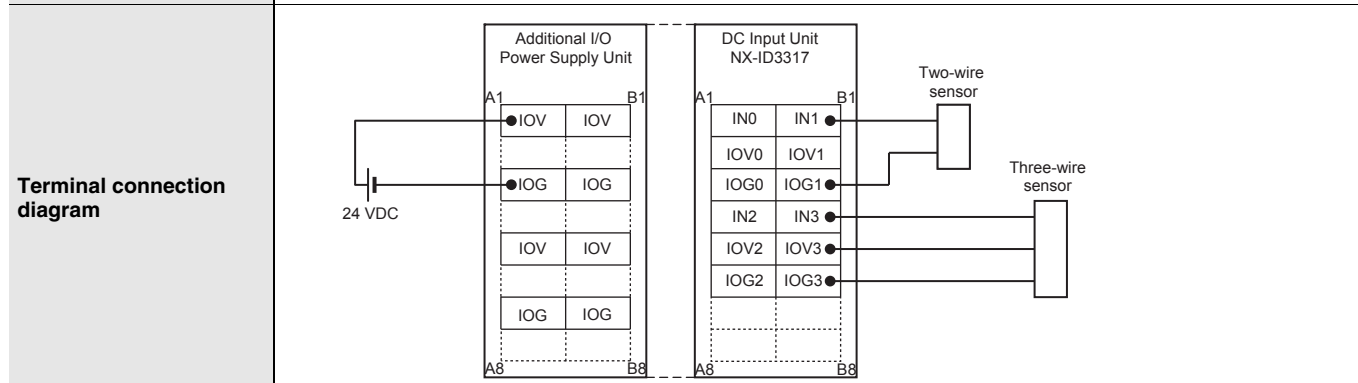 Terminal connection
diagram
Additional I/O
Power Supply Unit
A1
B1
IOV
IOV
IOG
IOG
IOV
IOV
IOG
IOG
A8
B8
24 VDC
DC Input Unit
NX-ID3317
A1
B1
IN0
IN1
IOV0
IOV1
IOG0
IOG1
IN2
IN3
IOV2
IOV3
IOG2
IOG3
A8
B8
Two-wire
sensor
Three-wire
sensor